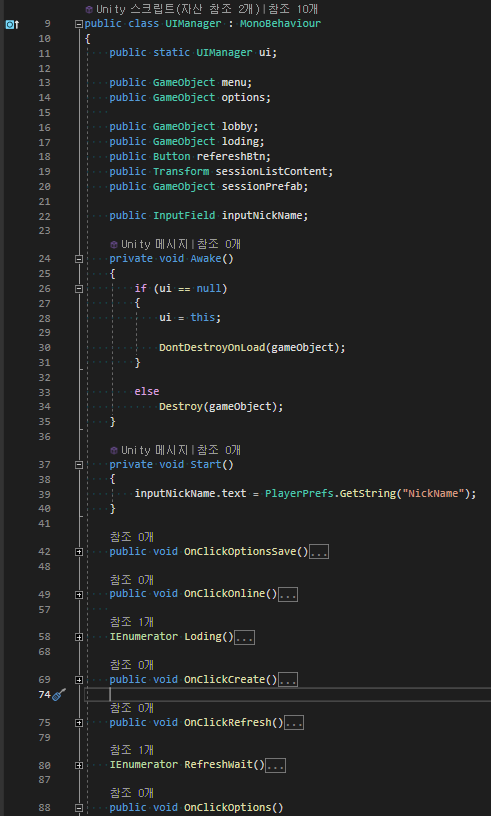 Unity 스크립트(자산 참조 2개)|참조 10개
9 public class UIManager : MonoBehaviour
10 {
11 public static UIManager ui;
12
13 public GameObject menu;
14 public GameObject options;
15
16 public GameObject lobby;
17 public GameObject loding;
18 public Button refereshBtn;
19 public Transform sessionListContent;
20 public GameObject sessionPrefab;
21
22 public InputField inputNickName;
23
Unity 메시지|참조 0개
24 private void Awake()
25 {
26 if (ui == null)
27 {
28 ui = this;
29
30 DontDestroyOnLoad(gameObject);
31 }
32
33 else
34 Destroy(gameObject);
35 }
36
Unity 메시지|참조 0개
37 private void Start()
38 {
39 inputNickName.text = PlayerPrefs.GetString("NickName");
40 }
41
참조 0개
42 public void OnClickOptionsSave()...
48
참조 0개
49 public void OnClickOnline()...
57
참조 1개
58 IEnumerator Loding()...
68
참조 0개
69 public void OnClickCreate()...
74
참조 0개
75 public void OnClickRefresh()...
79
참조 1개
80 IEnumerator RefreshWait()...
87
참조 0개
88 public void OnClickOptions()